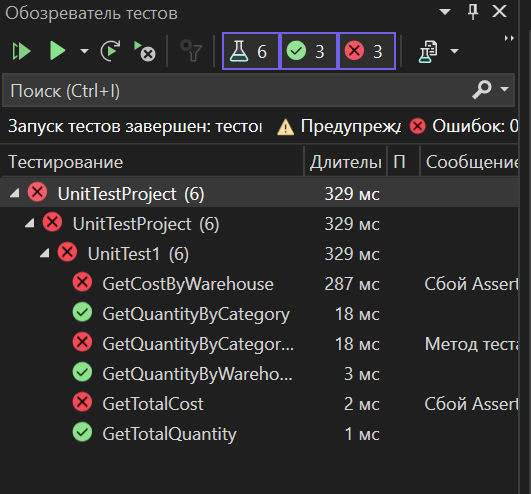 Обозреватель тестов
6 3 3
Поиск (Ctrl+I)
Запуск тестов завершен: тестов Предупрежд Ошибок: 0
Тестирование Длителы П Сообщение
UnitTestProject (6) 329 мс
UnitTestProject (6) 329 мс
UnitTest1 (6) 329 мс
GetCostByWarehouse 287 мс Сбой Assert
GetQuantityByCategory 18 мс
GetQuantityByCategor... 18 мс Метод теста
GetQuantityByWareho... 3 мс
GetTotalCost 2 мс Сбой Assert
GetTotalQuantity 1 мс